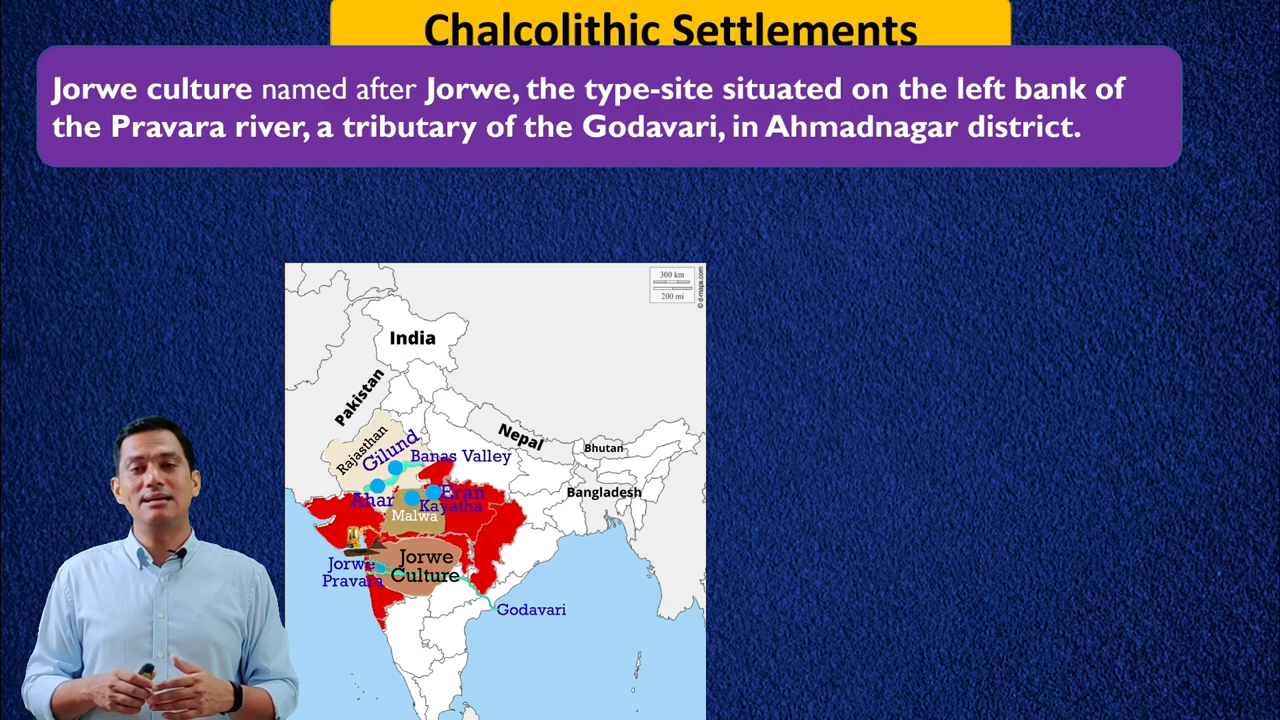 Chalcolithic Settlements
Jorwe culture named after Jorwe, the type-site situated on the left bank of
the Pravara river, a tributary of the Godavari, in Ahmadnagar district.
300 km
200 mi
© d-maps.com
India
Pakistan
Nepal
Bhutan
Bangladesh
Rajasthan
Gilund
Banas Valley
Ahar
Eran
Kayatha
Malwa
Jorwe
Culture
Jorwe
Pravara
Godavari